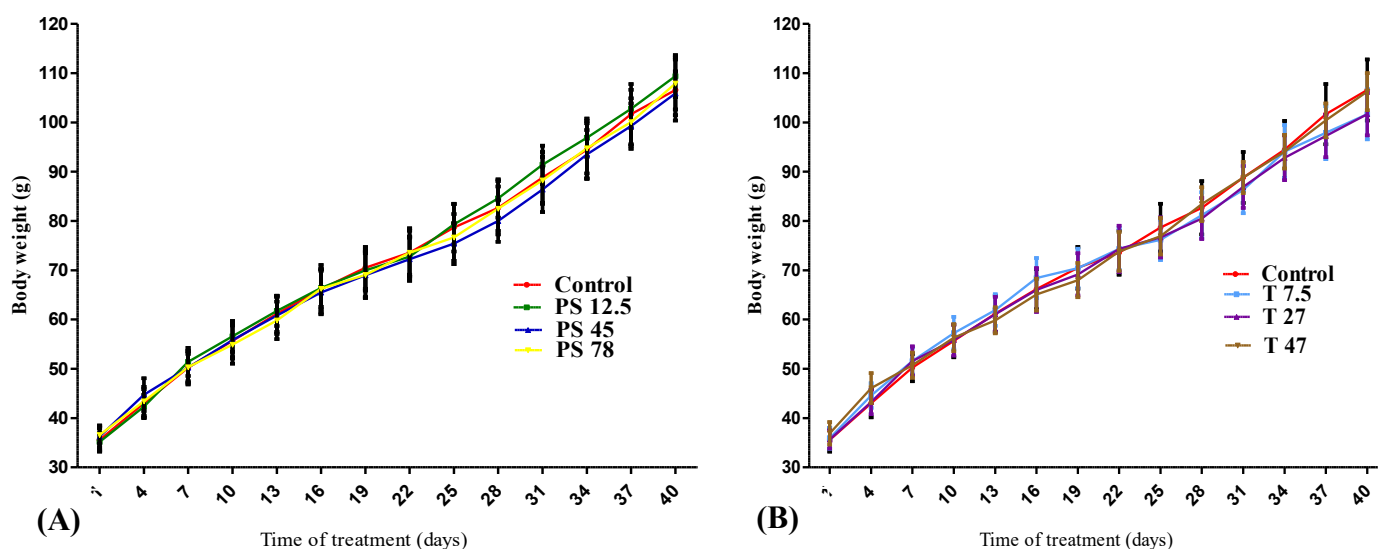 120
110
100
90
80
70
60
50
40
30
Body weight (g)
Control
PS 12.5
PS 45
PS 78
4 7 10 13 16 19 22 25 28 31 34 37 40
(A)
Time of treatment (days)
120
110
100
90
80
70
60
50
40
30
Body weight (g)
Control
T 7.5
T 27
T 47
4 7 10 13 16 19 22 25 28 31 34 37 40
(B)
Time of treatment (days)